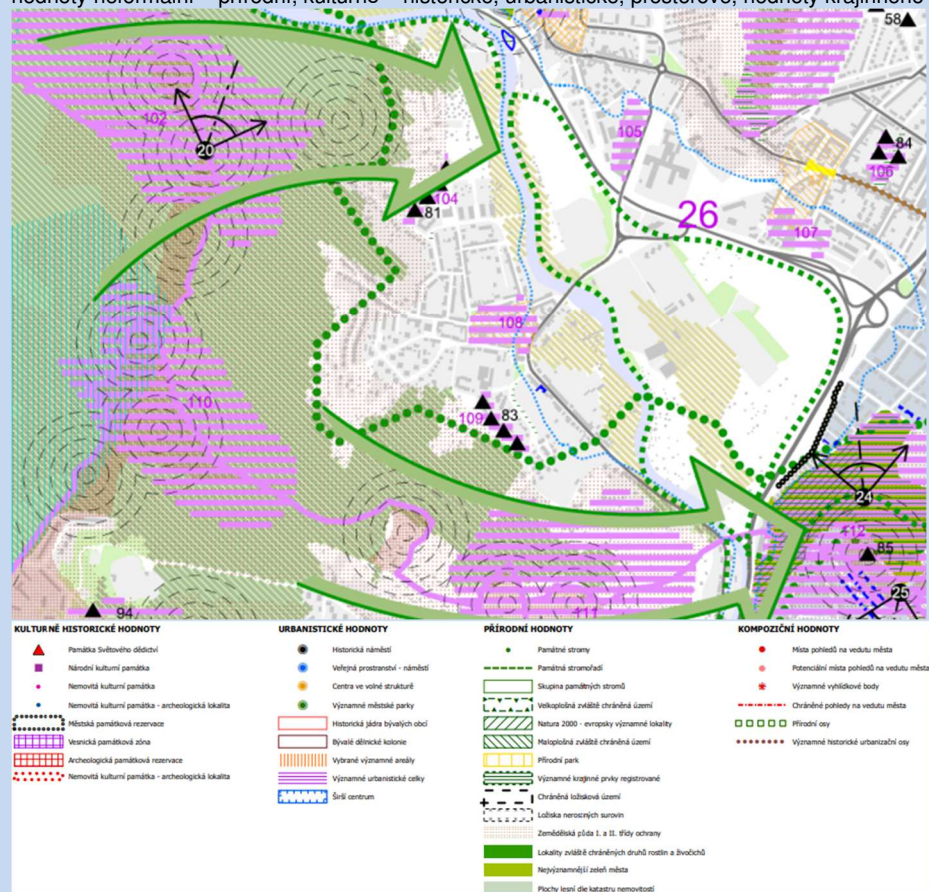 hodnoty neformální – přírodní, kulturně – historické, urbanistické, prostorové, hodnoty krajinného
58
102
20
105
84
106
104
81
26
107
108
110
109
83
24
112
85
25
94
111
KULTURNĚ HISTORICKÉ HODNOTY
Památka Světového dědictví
Národní kulturní památka
Nemovitá kulturní památka
Nemovitá kulturní památka - archeologická lokalita
Městská památková rezervace
Vesnická památková zóna
Archeologická památková rezervace
Nemovitá kulturní památka - archeologická lokalita
URBANISTICKÉ HODNOTY
Historická náměstí
Veřejná prostranství - náměstí
Centra ve volné struktuře
Významné městské parky
Historická jádra bývalých obcí
Bývalé dělnické kolonie
Vybrané významné areály
Významné urbanistické celky
Širší centrum
PŘÍRODNÍ HODNOTY
Památné stromy
Památná stromořadí
Skupina památných stromů
Velkoplošná zvláště chráněné území
Natura 2000 - evropsky významné lokality
Maloplošná zvláště chráněná území
Přírodní park
Významné krajinné prvky registrované
Chráněná ložisková území
Ložiska nerostných surovin
Zemědělská půda I. a II. třídy ochrany
Lokality zvláště chráněných druhů rostlin a živočichů
Nejvýznamnější zeleň města
Plochy lesní dle katastru nemovitostí
KOMPOZIČNÍ HODNOTY
Místa pohledů na vedutu města
Potenciální místa pohledů na vedutu města
Významné vyhlídkové body
Chráněné pohledy na vedutu města
Přírodní osy
Významné historické urbanizační osy